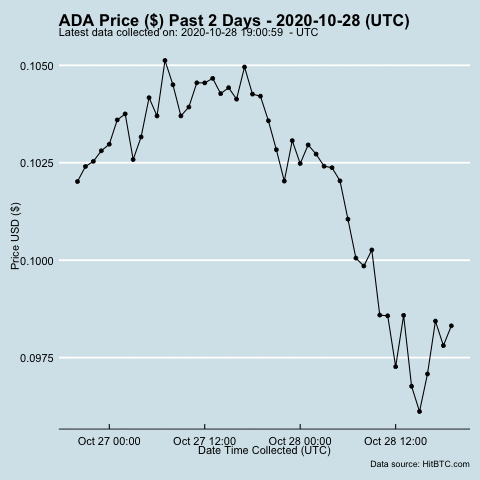 ADA Price ($) Past 2 Days - 2020-10-28 (UTC)
Latest data collected on: 2020-10-28 19:00:59 - UTC
0.1050
0.1025
0.1000
0.0975
Price USD ($)
Oct 27 00:00
Oct 27 12:00
Oct 28 00:00
Oct 28 12:00
Date Time Collected (UTC)
Data source: HitBTC.com